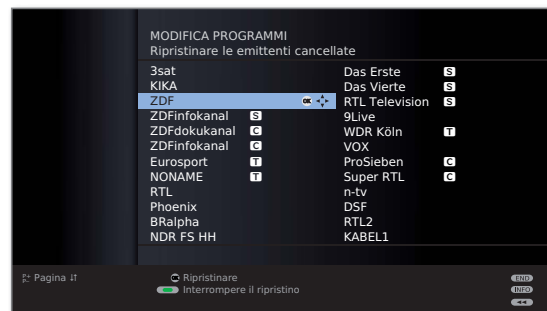 MODIFICA PROGRAMMI
Ripristinare le emittenti cancellate
3sat
KIKA
ZDF OK
ZDFinfokanal S
ZDFdokukanal C
ZDFinfokanal C
Eurosport T
NONAME T
RTL
Phoenix
BRalpha
NDR FS HH
Das Erste S
Das Vierte S
RTL Television S
9Live
WDR Köln T
VOX
ProSieben C
Super RTL C
n-tv
DSF
RTL2
KABEL1
P+ P- Pagina ↓↑
OK Ripristinare
Interrompere il ripristino
END
INFO